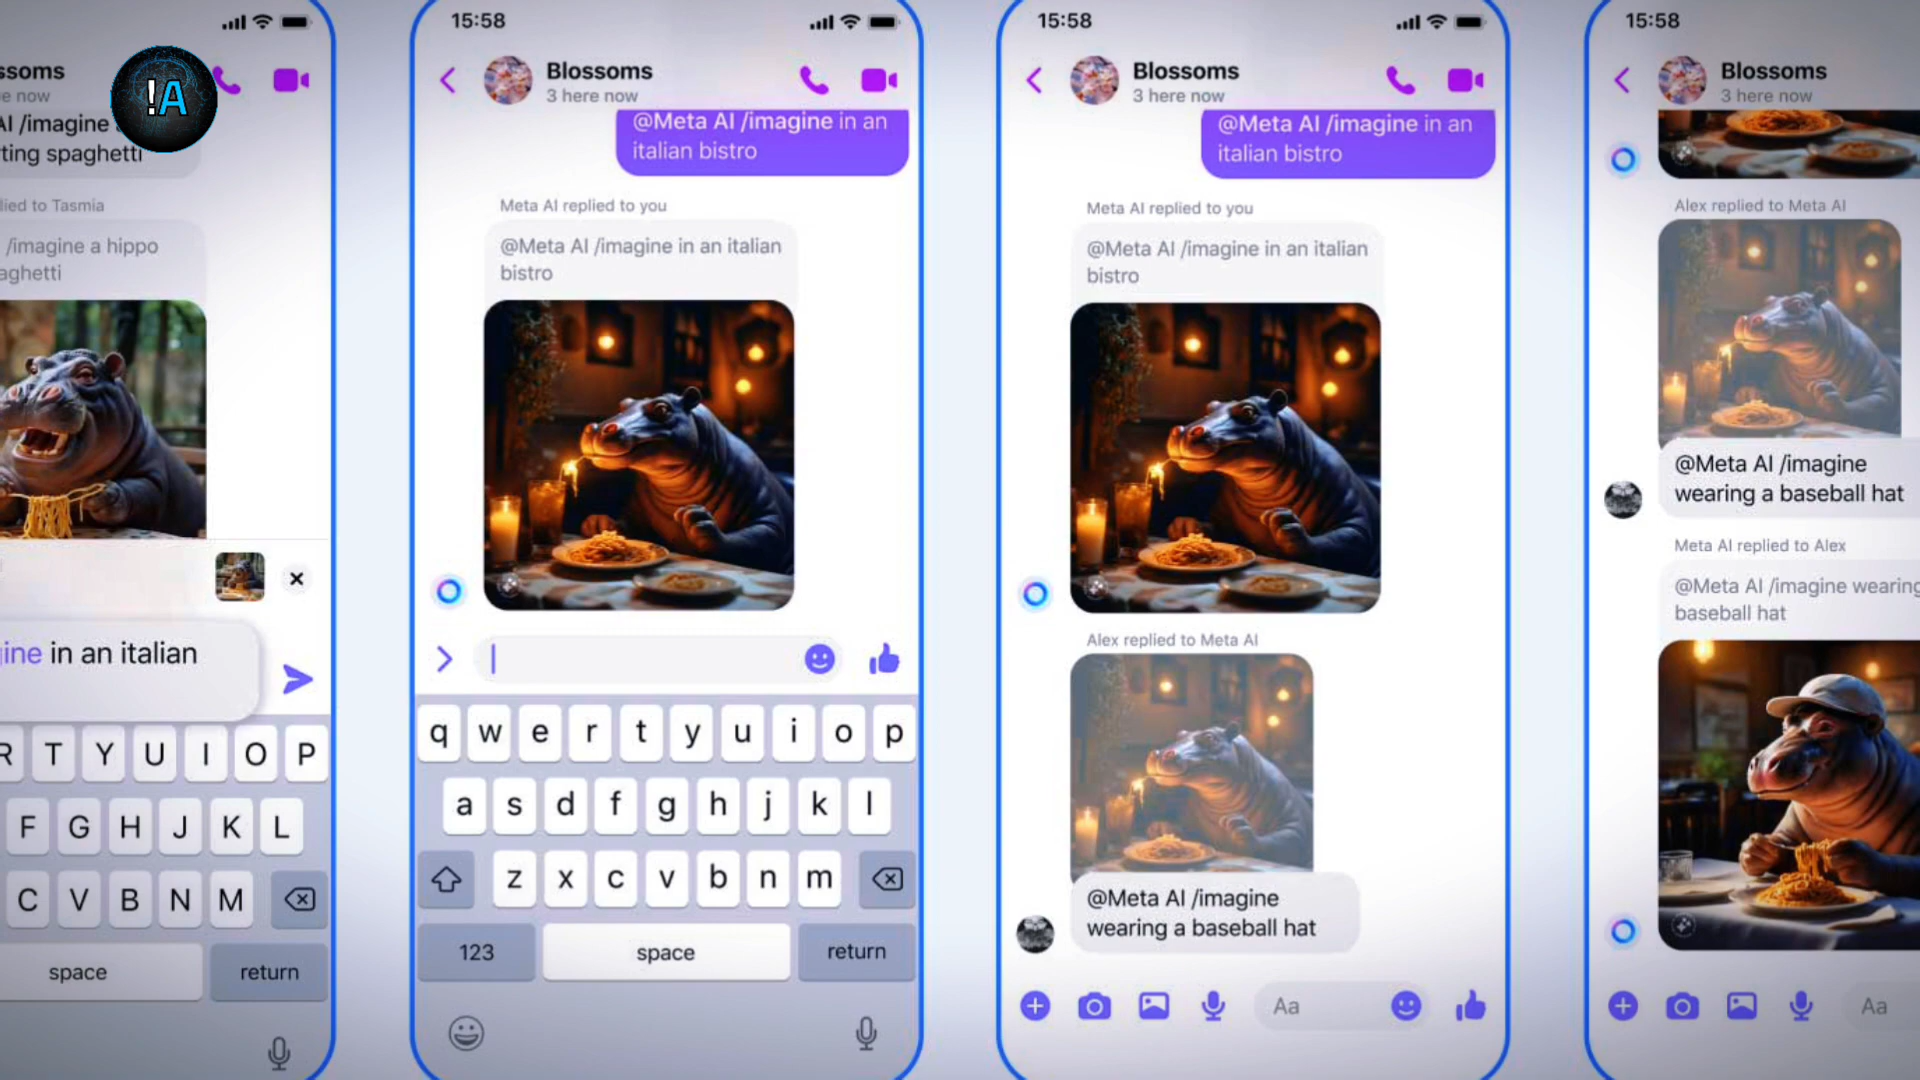 ssoms
e now
!A
AI /imagine
ting spaghetti
lied to Tasmia
/imagine a hippo
aghetti
ine in an italian
R T Y U I O P
F G H J K L
C V B N M
space
return
15:58
Blossoms
3 here now
@Meta AI /imagine in an
italian bistro
Meta AI replied to you
@Meta AI /imagine in an italian
bistro
q w e r t y u i o p
a s d f g h j k l
z x c v b n m
123
space
return
15:58
Blossoms
3 here now
@Meta AI /imagine in an
italian bistro
Meta AI replied to you
@Meta AI /imagine in an italian
bistro
Alex replied to Meta AI
@Meta AI /imagine
wearing a baseball hat
Aa
15:58
Blossoms
3 here now
Alex replied to Meta AI
@Meta AI /imagine
wearing a baseball hat
Meta AI replied to Alex
@Meta AI /imagine wearing
baseball hat
Aa